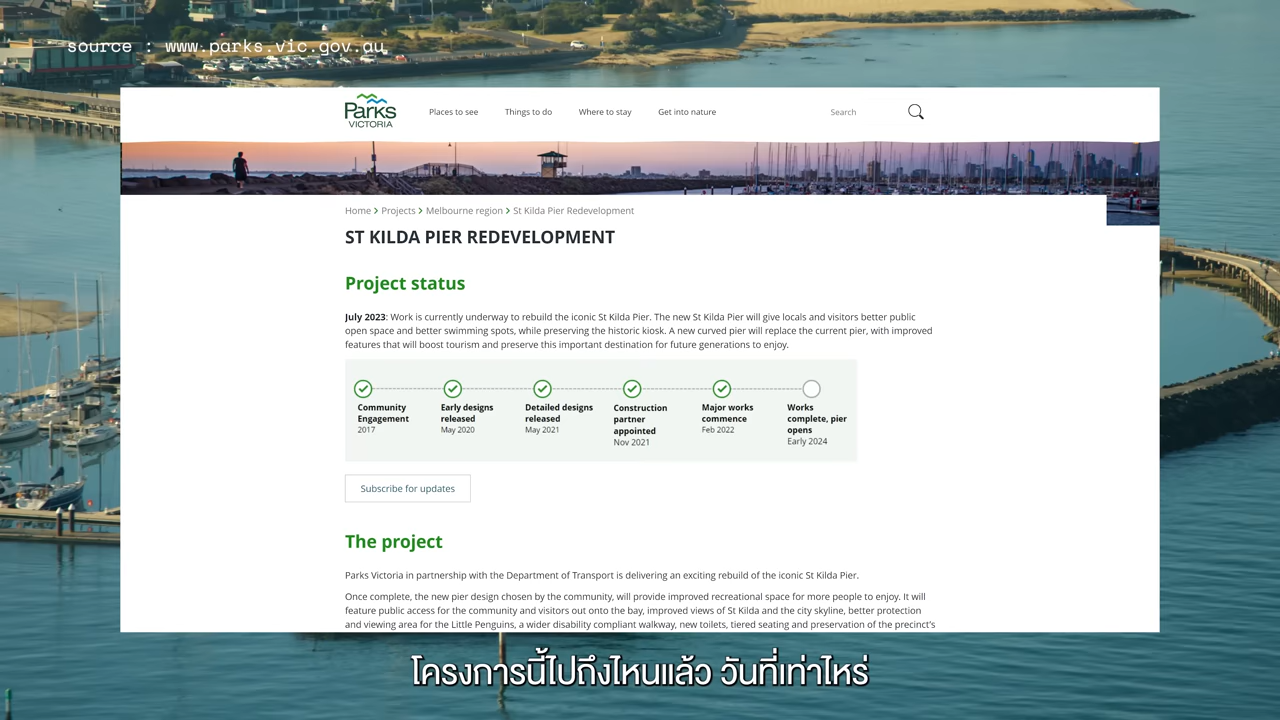 source : www.parks.vic.gov.au
Parks
VICTORIA
Places to see
Things to do
Where to stay
Get into nature
Search
Home > Projects > Melbourne region > St Kilda Pier Redevelopment
ST KILDA PIER REDEVELOPMENT
Project status
July 2023: Work is currently underway to rebuild the iconic St Kilda Pier. The new St Kilda Pier will give locals and visitors better public
open space and better swimming spots, while preserving the historic kiosk. A new curved pier will replace the current pier, with improved
features that will boost tourism and preserve this important destination for future generations to enjoy.
Community
Engagement
2017
Early designs
released
May 2020
Detailed designs
released
May 2021
Construction
partner
appointed
Nov 2021
Major works
commence
Feb 2022
Works
complete, pier
opens
Early 2024
Subscribe for updates
The project
Parks Victoria in partnership with the Department of Transport is delivering an exciting rebuild of the iconic St Kilda Pier.
Once complete, the new pier design chosen by the community, will provide improved recreational space for more people to enjoy. It will
feature public access for the community and visitors out onto the bay, improved views of St Kilda and the city skyline, better protection
and viewing area for the Little Penguins, a wider disability compliant walkway, new toilets, tiered seating and preservation of the precinct's
โครงการนี้ไปถึงไหนแล้ว วันที่เท่าไหร่